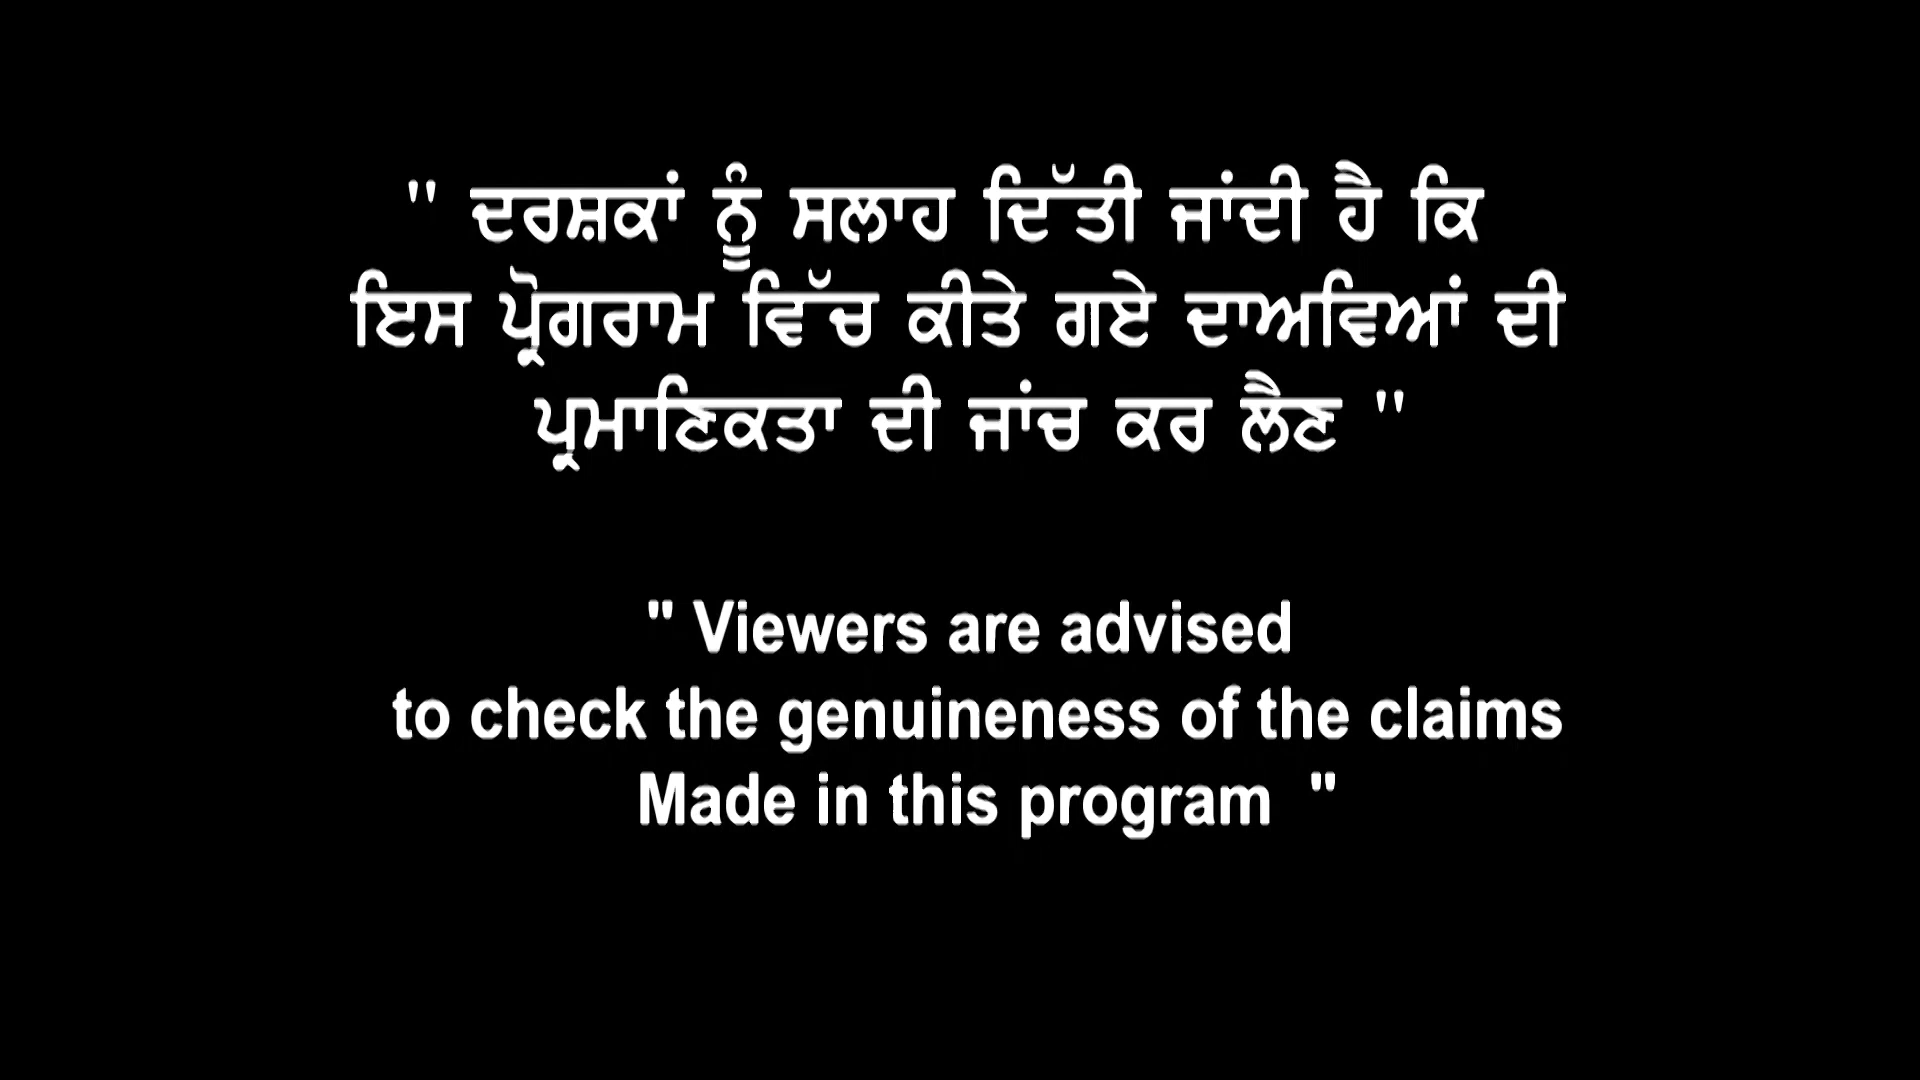 " ਦਰਸ਼ਕਾਂ ਨੂੰ ਸਲਾਹ ਦਿੱਤੀ ਜਾਂਦੀ ਹੈ ਕਿ
ਇਸ ਪ੍ਰੋਗਰਾਮ ਵਿੱਚ ਕੀਤੇ ਗਏ ਦਾਅਵਿਆਂ ਦੀ
ਪ੍ਰਮਾਣਿਕਤਾ ਦੀ ਜਾਂਚ ਕਰ ਲੈਣ "
" Viewers are advised
to check the genuineness of the claims
Made in this program "